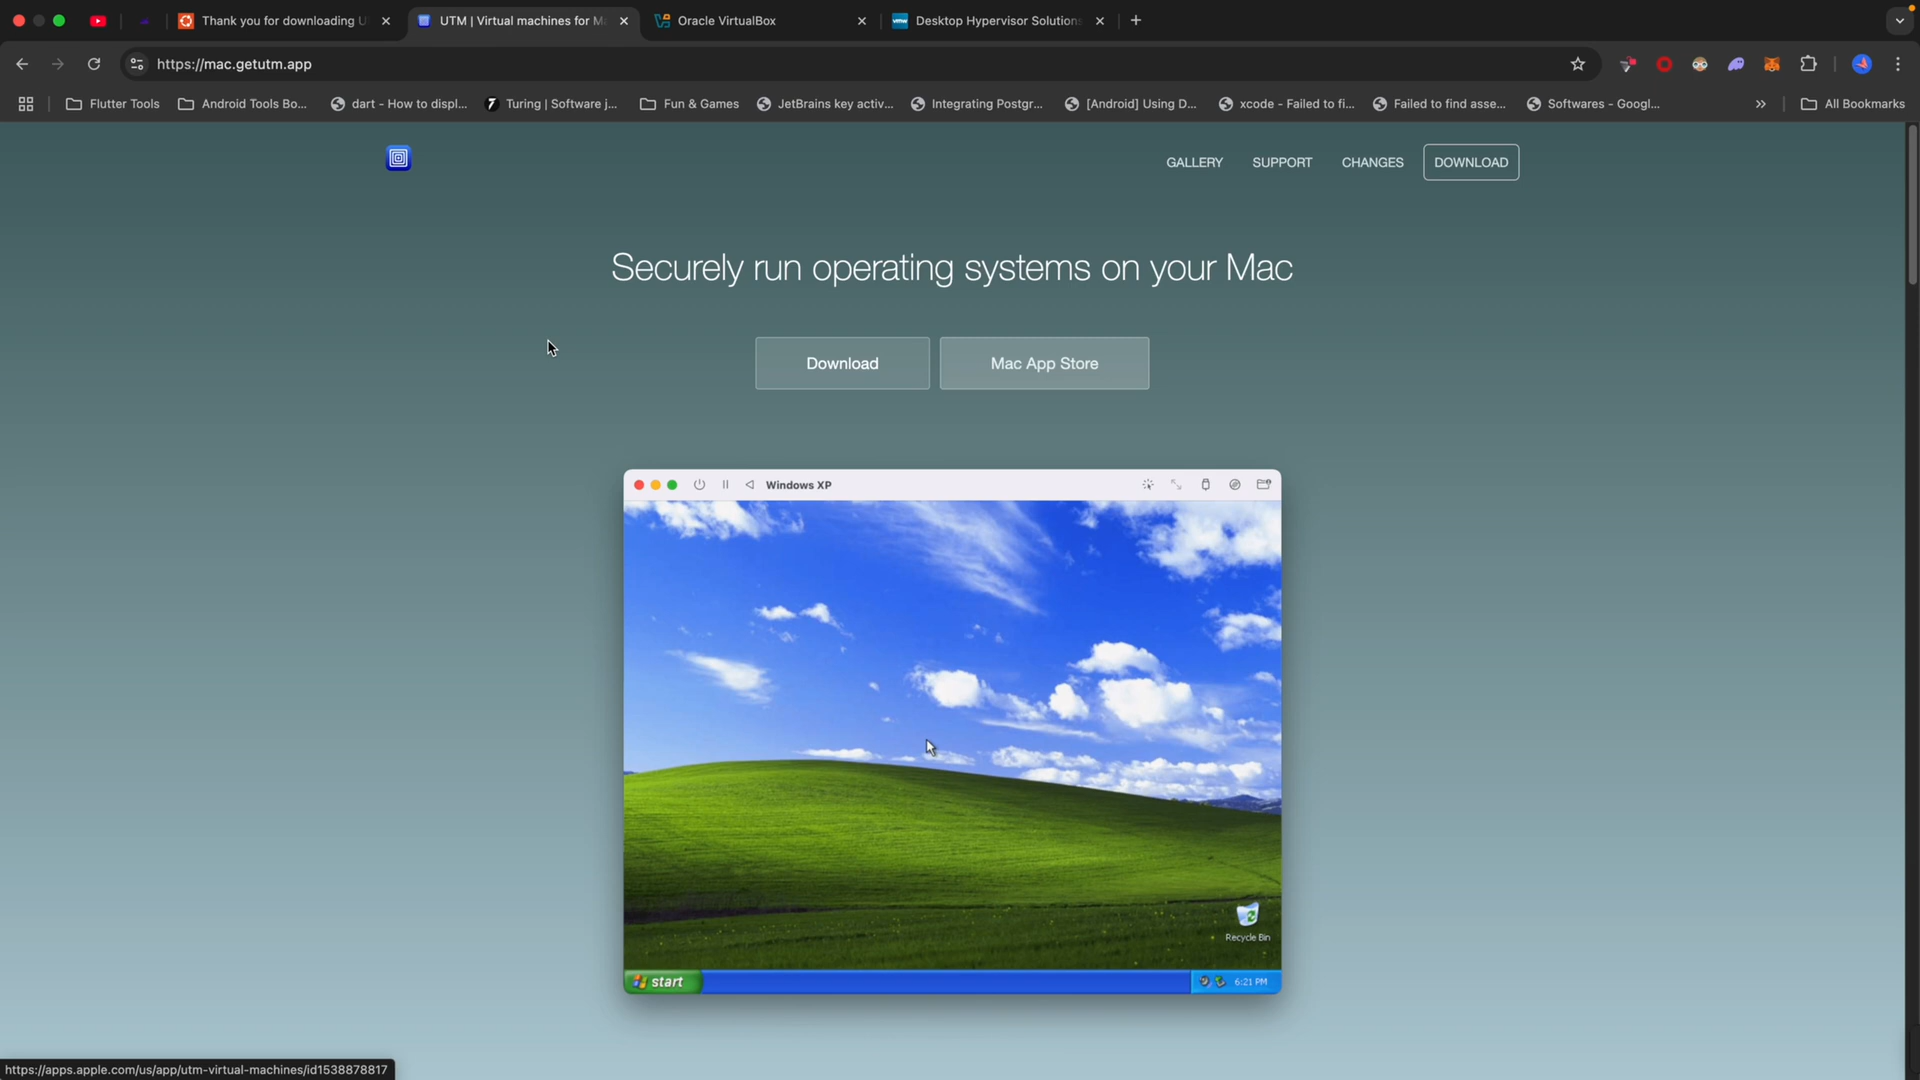 Thank you for downloading U
UTM | Virtual machines for M
Oracle VirtualBox
Desktop Hypervisor Solutions
https://mac.getutm.app
Flutter Tools
Android Tools Bo...
dart - How to displ...
Turing | Software j...
Fun & Games
JetBrains key activ...
Integrating Postgr...
[Android] Using D...
xcode - Failed to fi...
Failed to find asse...
Softwares - Googl...
All Bookmarks
GALLERY
SUPPORT
CHANGES
DOWNLOAD
Securely run operating systems on your Mac
Download
Mac App Store
Windows XP
Recycle Bin
start
6:21 PM
https://apps.apple.com/us/app/utm-virtual-machines/id1538878817